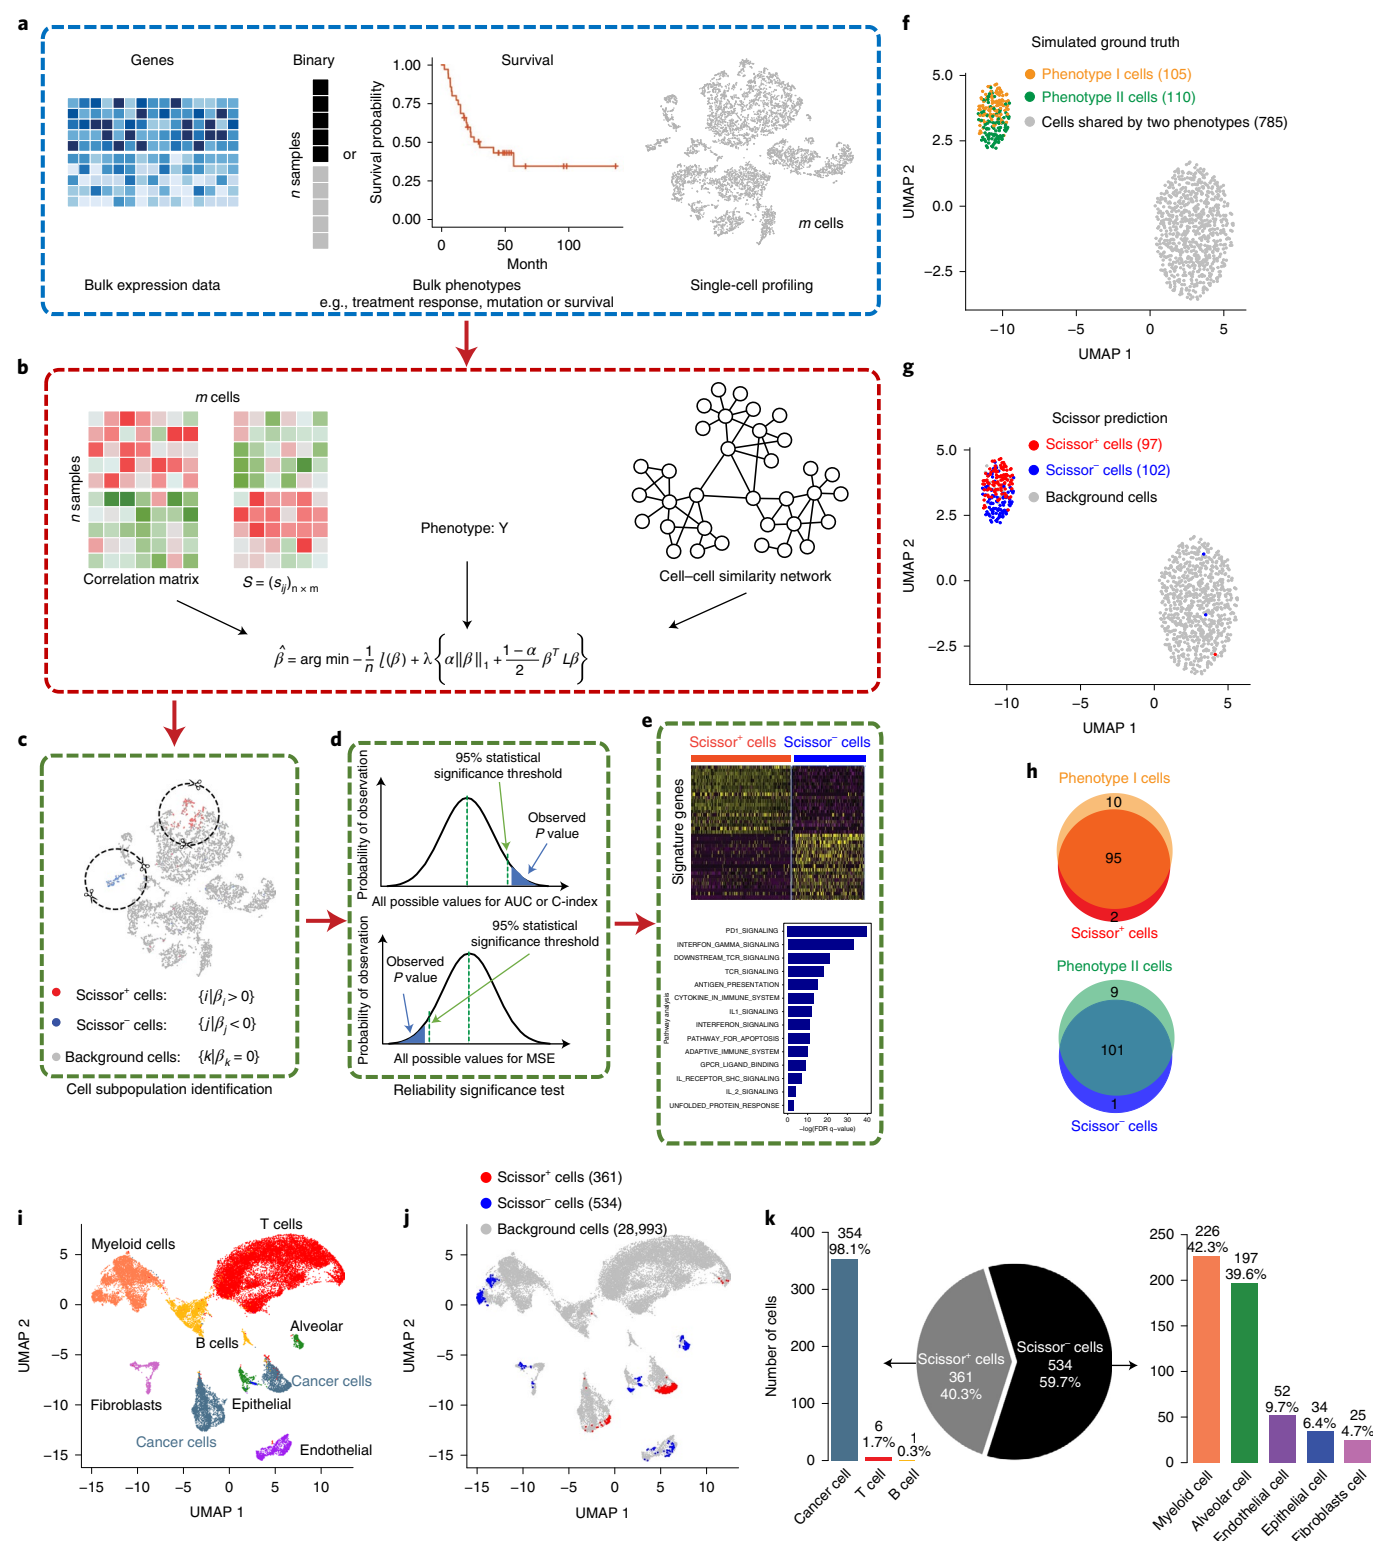 a
Genes
Binary
Survival
n samples
or
Survival probability
1.00
0.75
0.50
0.25
0.00
0
50
100
Month
m cells
Bulk expression data
Bulk phenotypes
e.g., treatment response, mutation or survival
Single-cell profiling
b
m cells
n samples
Correlation matrix
S = (sij)n × m
Phenotype: Y
Cell–cell similarity network
β̂ = arg min − 1/n l(β) + λ { α||β||1 + (1 − α)/2 β^T Lβ }
c
Scissor+ cells: {i|βi > 0}
Scissor− cells: {j|βj < 0}
Background cells: {k|βk = 0}
Cell subpopulation identification
d
95% statistical
significance threshold
Observed
P value
Probability of observation
All possible values for AUC or C-index
95% statistical
significance threshold
Observed
P value
Probability of observation
All possible values for MSE
Reliability significance test
e
Scissor+ cells
Scissor− cells
Signature genes
Pathway analysis
PD1_SIGNALING
INTERFON_GAMMA_SIGNALING
DOWNSTREAM_TCR_SIGNALING
TCR_SIGNALING
ANTIGEN_PRESENTATION
CYTOKINE_IN_IMMUNE_SYSTEM
IL1_SIGNALING
INTERFERON_SIGNALING
PATHWAY_FOR_APOPTOSIS
ADAPTIVE_IMMUNE_SYSTEM
GPCR_LIGAND_BINDING
IL_RECEPTOR_SHC_SIGNALING
IL_2_SIGNALING
UNFOLDED_PROTEIN_RESPONSE
0 10 20 30 40
−log(FDR q−value)
f
Simulated ground truth
Phenotype I cells (105)
Phenotype II cells (110)
Cells shared by two phenotypes (785)
UMAP 2
5.0
2.5
0.0
−2.5
−10 −5 0 5
UMAP 1
g
Scissor prediction
Scissor+ cells (97)
Scissor− cells (102)
Background cells
UMAP 2
5.0
2.5
0.0
−2.5
−10 −5 0 5
UMAP 1
h
Phenotype I cells
10
95
2
Scissor+ cells
Phenotype II cells
9
101
1
Scissor− cells
i
UMAP 2
5
0
−5
−10
−15
T cells
Myeloid cells
B cells
Alveolar
Cancer cells
Fibroblasts
Epithelial
Cancer cells
Endothelial
−15 −10 −5 0 5 10
UMAP 1
j
Scissor+ cells (361)
Scissor− cells (534)
Background cells (28,993)
UMAP 2
5
0
−5
−10
−15
−15 −10 −5 0 5 10
UMAP 1
k
Number of cells
400
300
200
100
0
354
98.1%
6
1.7%
1
0.3%
Cancer cell
T cell
B cell
Scissor+ cells
361
40.3%
Scissor− cells
534
59.7%
250
200
150
100
50
0
226
42.3%
197
39.6%
52
9.7%
34
6.4%
25
4.7%
Myeloid cell
Alveolar cell
Endothelial cell
Epithelial cell
Fibroblasts cell